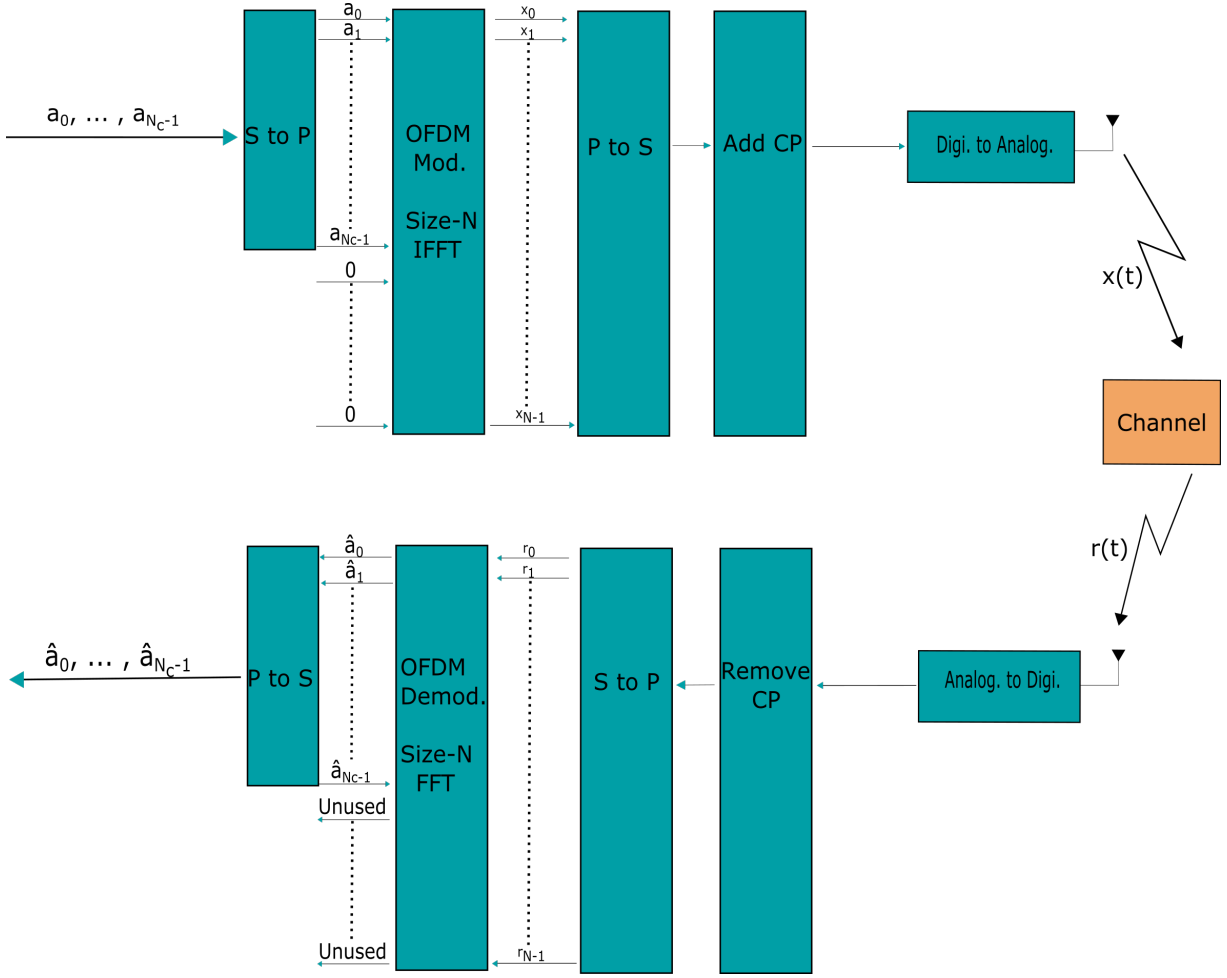 a0, ... , aNc-1
S to P
a0
a1
aNc-1
0
0
OFDM
Mod.
Size-N
IFFT
x0
x1
xN-1
P to S
Add CP
Digi. to Analog.
x(t)
Channel
r(t)
â0, ... , âNc-1
P to S
â0
â1
âNc-1
Unused
Unused
OFDM
Demod.
Size-N
FFT
r0
r1
rN-1
S to P
Remove
CP
Analog. to Digi.